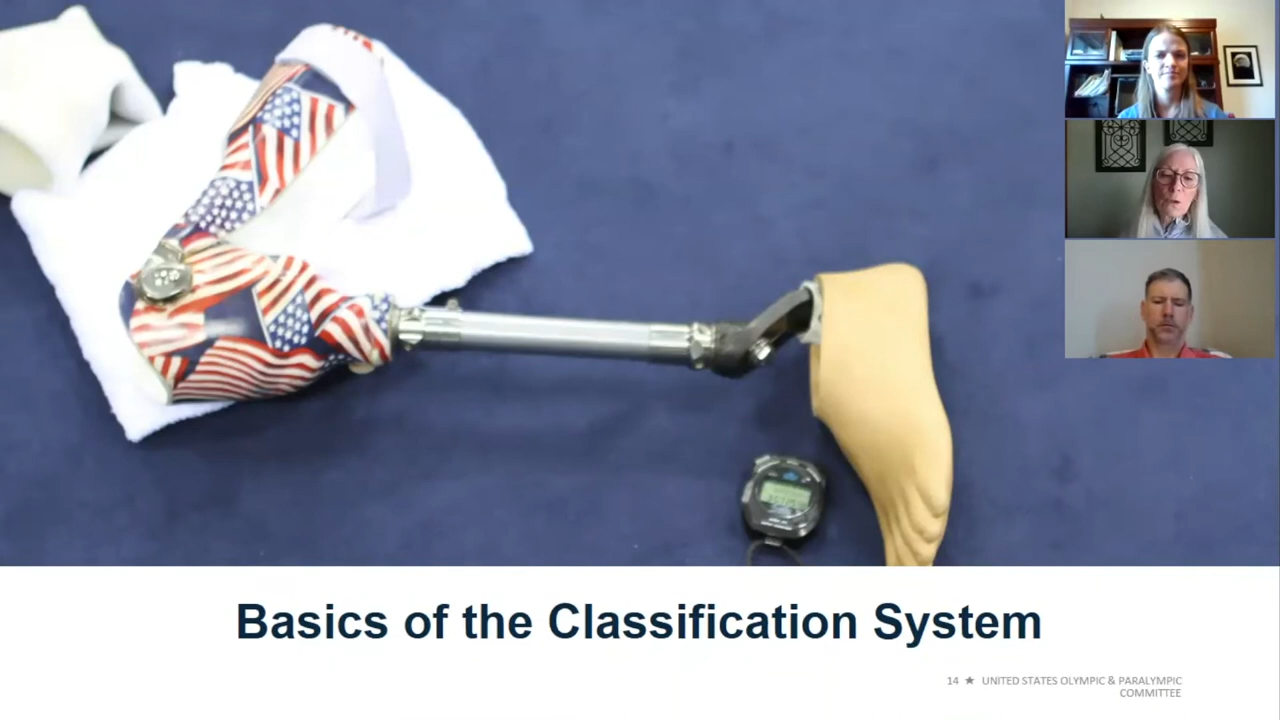 Basics of the Classification System
14 ★ UNITED STATES OLYMPIC & PARALYMPIC
COMMITTEE